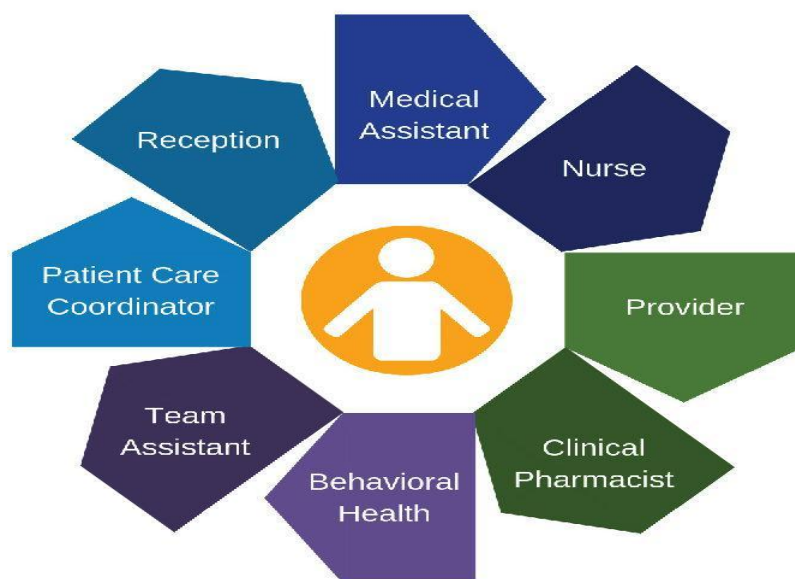 Medical
Assistant
Nurse
Provider
Clinical
Pharmacist
Behavioral
Health
Team
Assistant
Patient Care
Coordinator
Reception